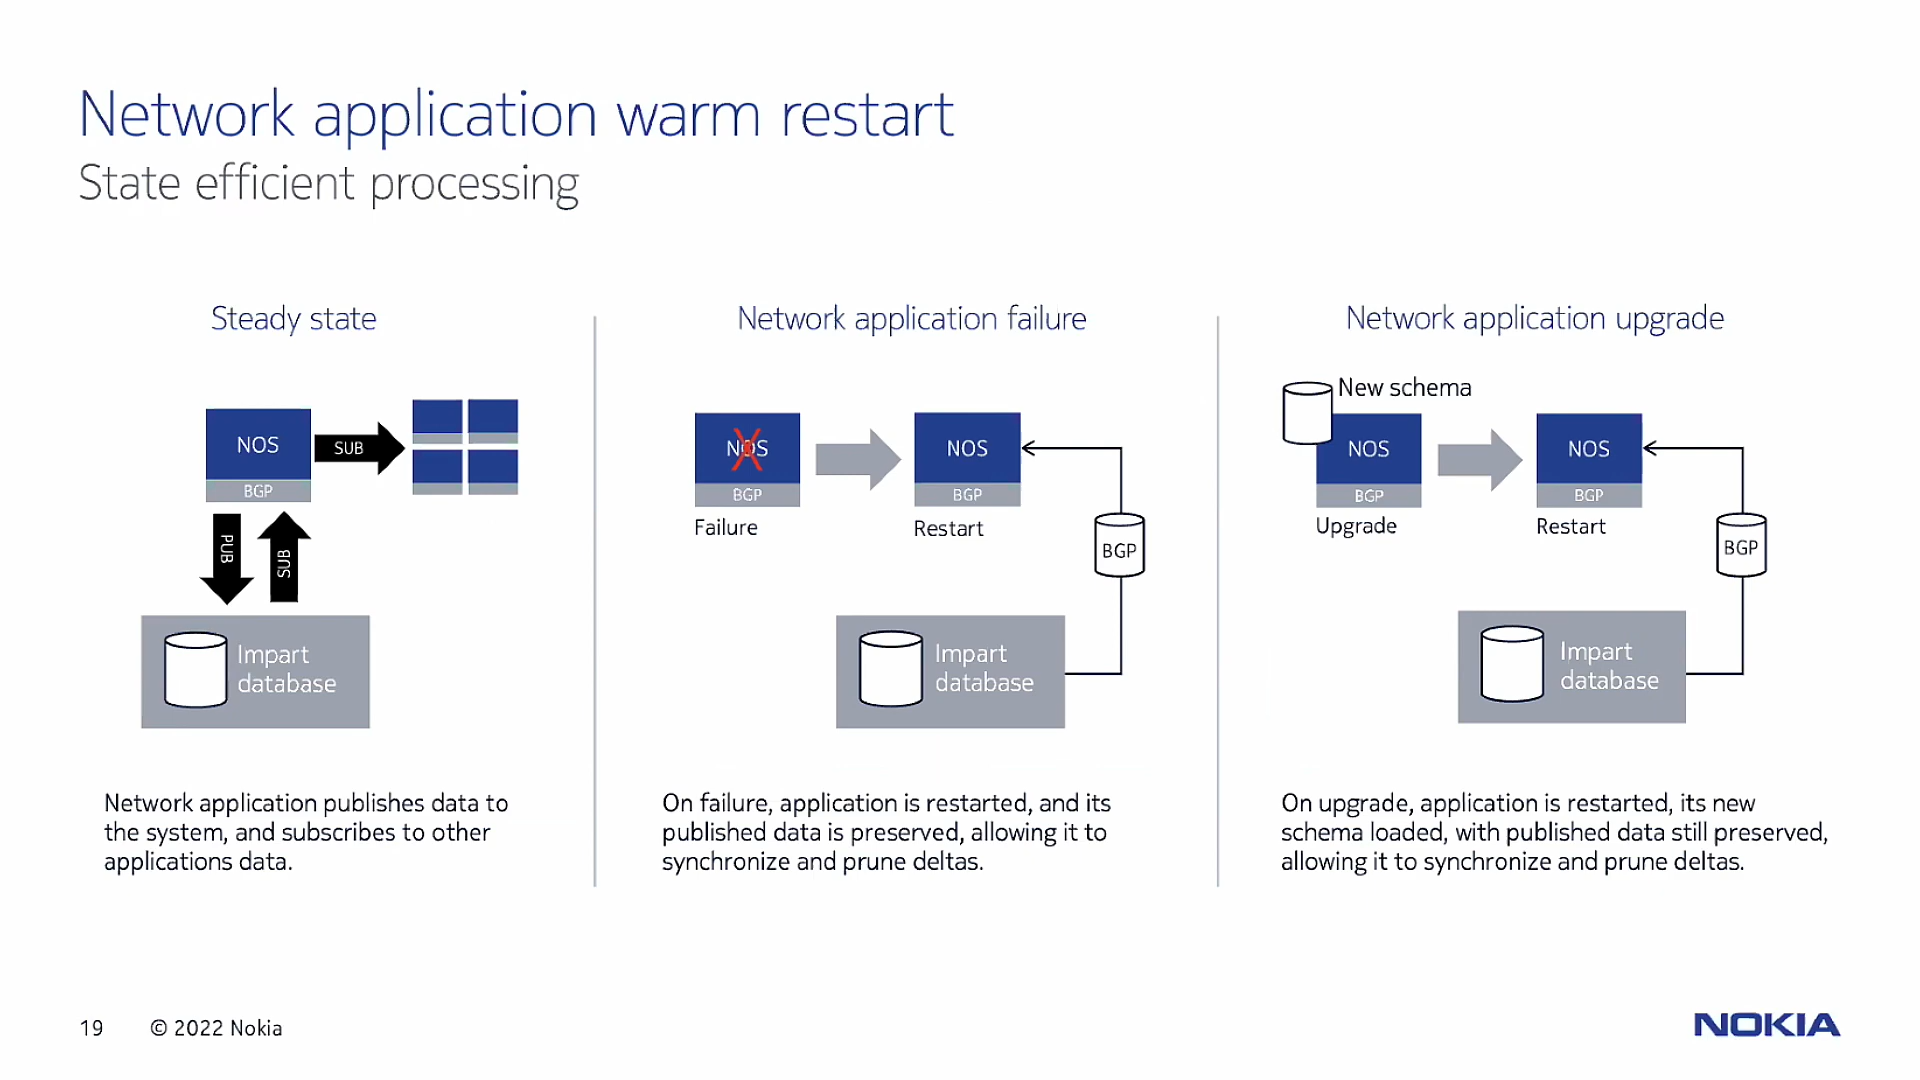 Network application warm restart
State efficient processing
Steady state
NOS
BGP
SUB
PUB
SUB
Impart
database
Network application publishes data to
the system, and subscribes to other
applications data.
Network application failure
NOS
BGP
Failure
NOS
BGP
Restart
BGP
Impart
database
On failure, application is restarted, and its
published data is preserved, allowing it to
synchronize and prune deltas.
Network application upgrade
New schema
NOS
BGP
Upgrade
NOS
BGP
Restart
BGP
Impart
database
On upgrade, application is restarted, its new
schema loaded, with published data still preserved,
allowing it to synchronize and prune deltas.
19 © 2022 Nokia
NOKIA